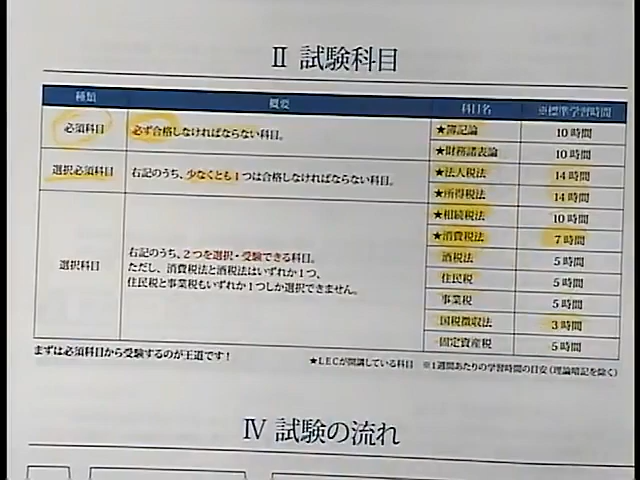 Ⅱ 試験科目
種類 概要 科目名 ※標準学習時間
必須科目 必ず合格しなければならない科目。 ★簿記論 10時間
★財務諸表論 10時間
選択必須科目 右記のうち、少なくとも1つは合格しなければならない科目。 ★法人税法 14時間
★所得税法 14時間
選択科目 右記のうち、2つを選択・受験できる科目。
ただし、消費税法と酒税法はいずれか1つ、
住民税と事業税もいずれか1つしか選択できません。
★相続税法 10時間
★消費税法 7時間
酒税法 5時間
住民税 5時間
事業税 5時間
国税徴収法 3時間
固定資産税 5時間
まずは必須科目から受験するのが王道です！
★LECが開講している科目 ※1週間あたりの学習時間の目安(理論暗記を除く)
Ⅳ 試験の流れ